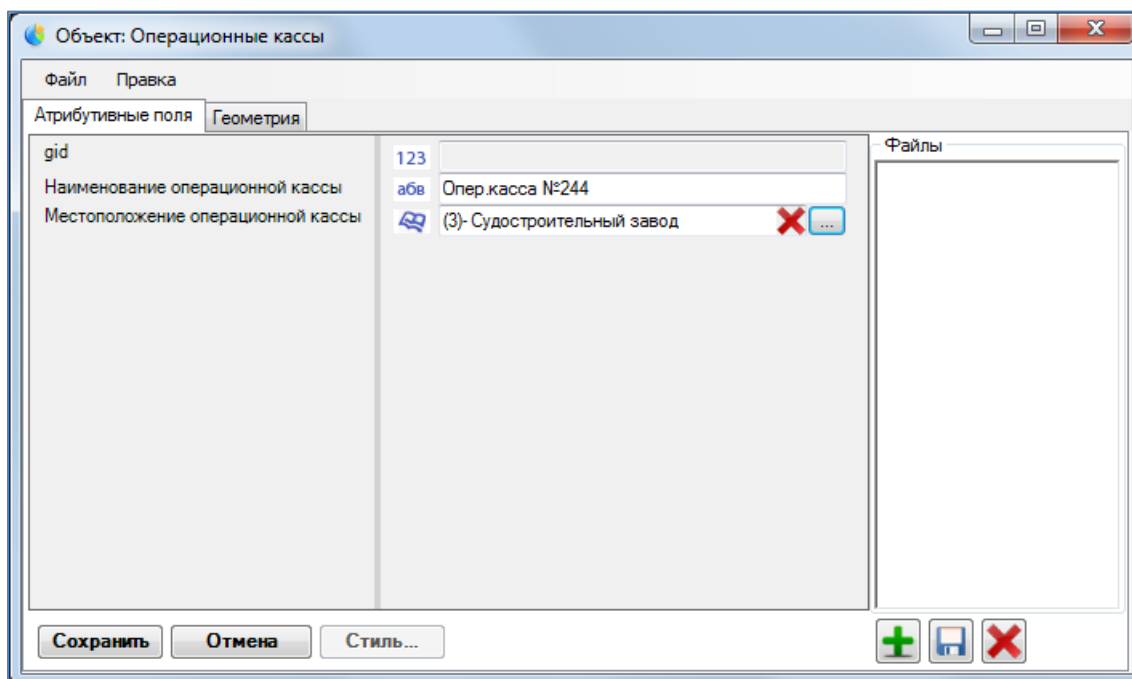 Объект: Операционные кассы
Файл Правка
Атрибутивные поля Геометрия
gid 123
Наименование операционной кассы абв Опер.касса №244
Местоположение операционной кассы (3)- Судостроительный завод ...
Файлы
Сохранить Отмена Стиль...